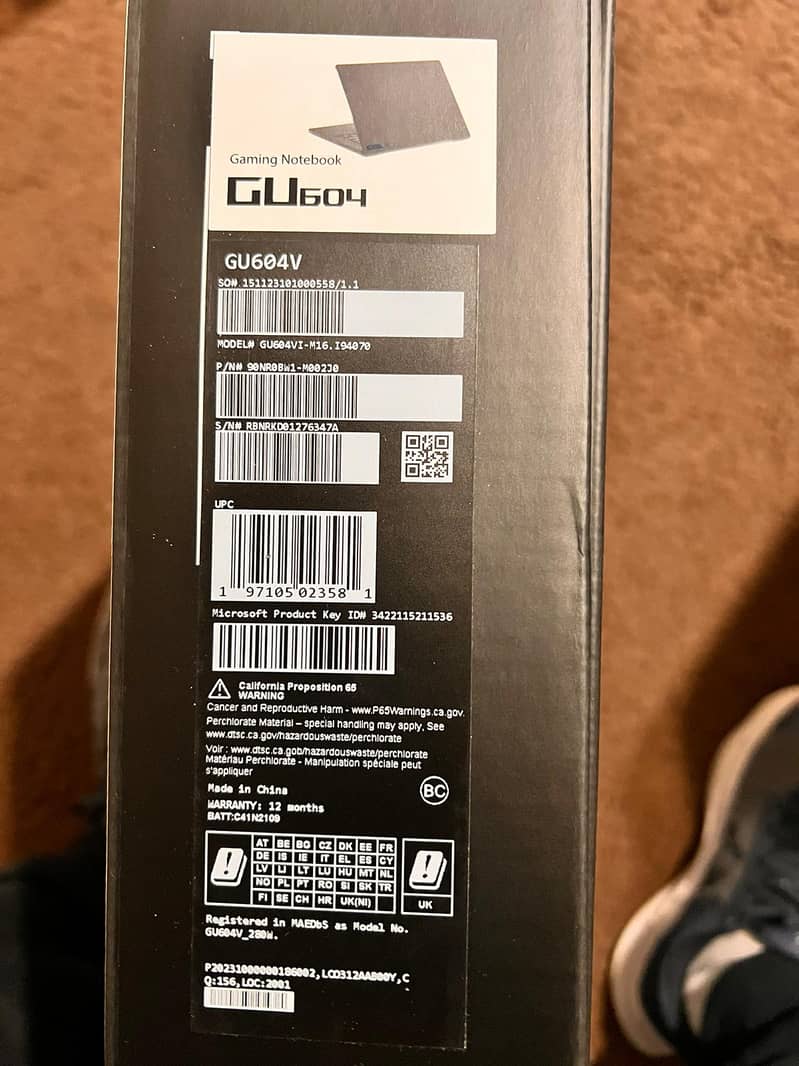 Gaming Notebook
GU604
GU604V
SO# 151123101000558/1.1
MODEL# GU604VI-M16.I94070
P/N# 90NR0BW1-M002J0
S/N# RBNRKD01276347A
UPC
1 97105 02358 1
Microsoft Product Key ID# 3422115211536
California Proposition 65
WARNING
Cancer and Reproductive Harm - www.P65Warnings.ca.gov.
Perchlorate Material – special handling may apply, See
www.dtsc.ca.gov/hazardouswaste/perchlorate
Voir : www.dtsc.ca.gob/hazardouswaste/perchlorate
Matériau Perchlorate - Manipulation spéciale peut
s'appliquer
Made in China
BC
WARRANTY: 12 months
BATT:C41N2109
AT BE BG CZ DK EE FR
DE IS IE IT EL ES CY
LV LI LT LU HU MT NL
NO PL PT RO SI SK TR
FI SE CH HR UK(NI)
UK
Registered in MAEDbS as Model No.
GU604V_280W.
P20231000000186002,LCD312AAB00Y,C
Q:156,LOC:2001